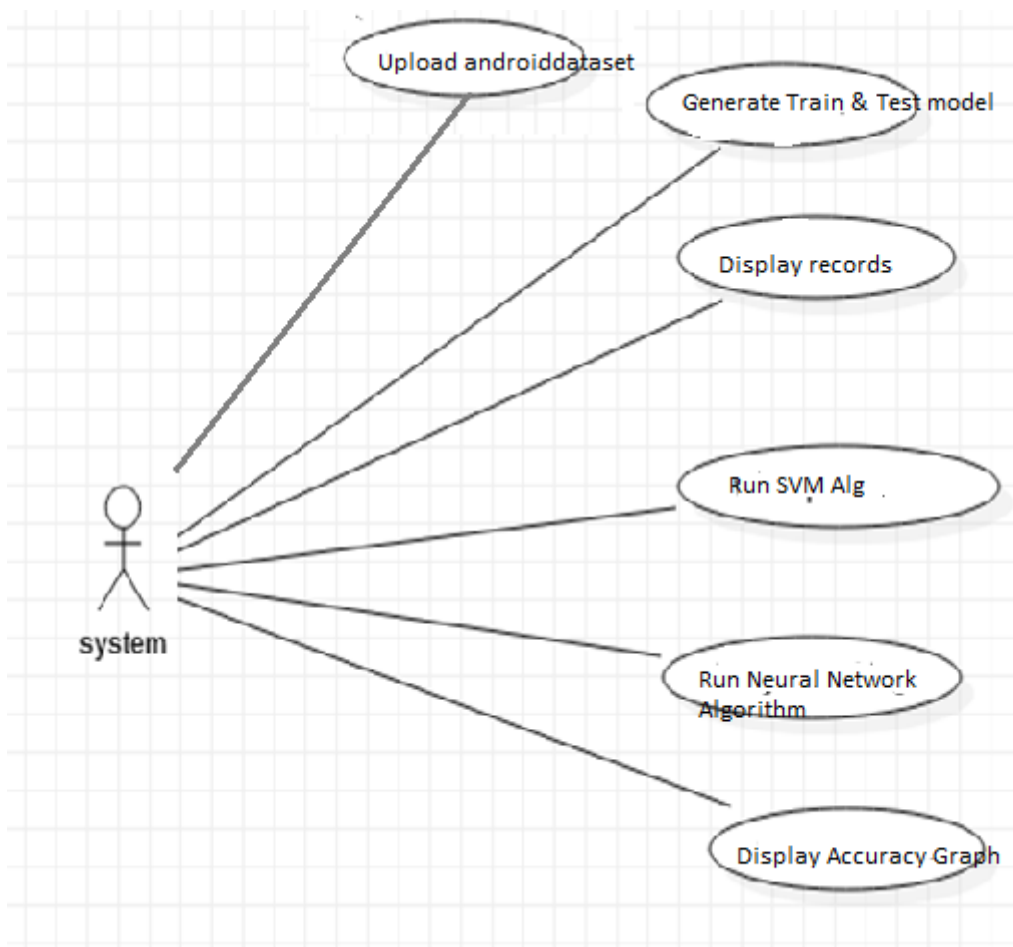 Upload androiddataset
Generate Train & Test model
Display records
Run SVM Alg
system
Run Neural Network
Algorithm
Display Accuracy Graph